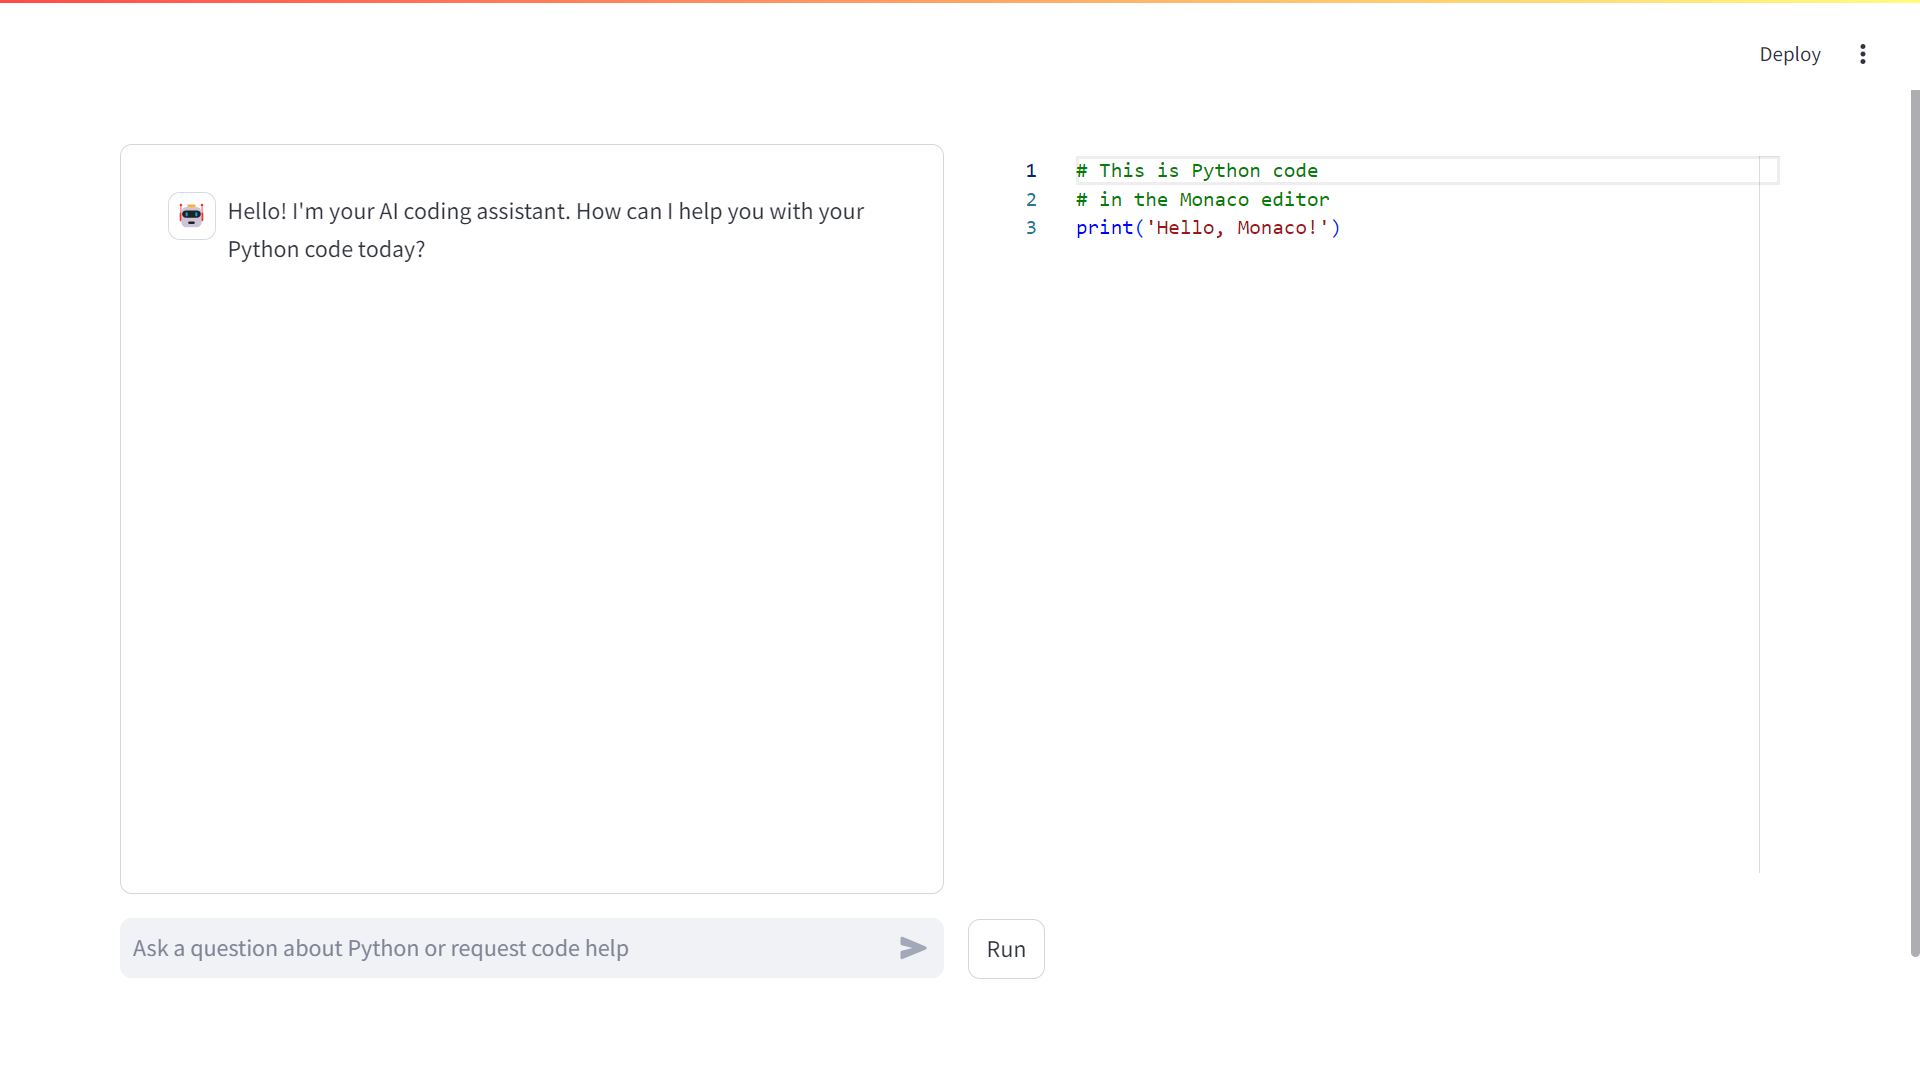 Deploy
Hello! I'm your AI coding assistant. How can I help you with your
Python code today?
1 # This is Python code
2 # in the Monaco editor
3 print('Hello, Monaco!')
Ask a question about Python or request code help
Run